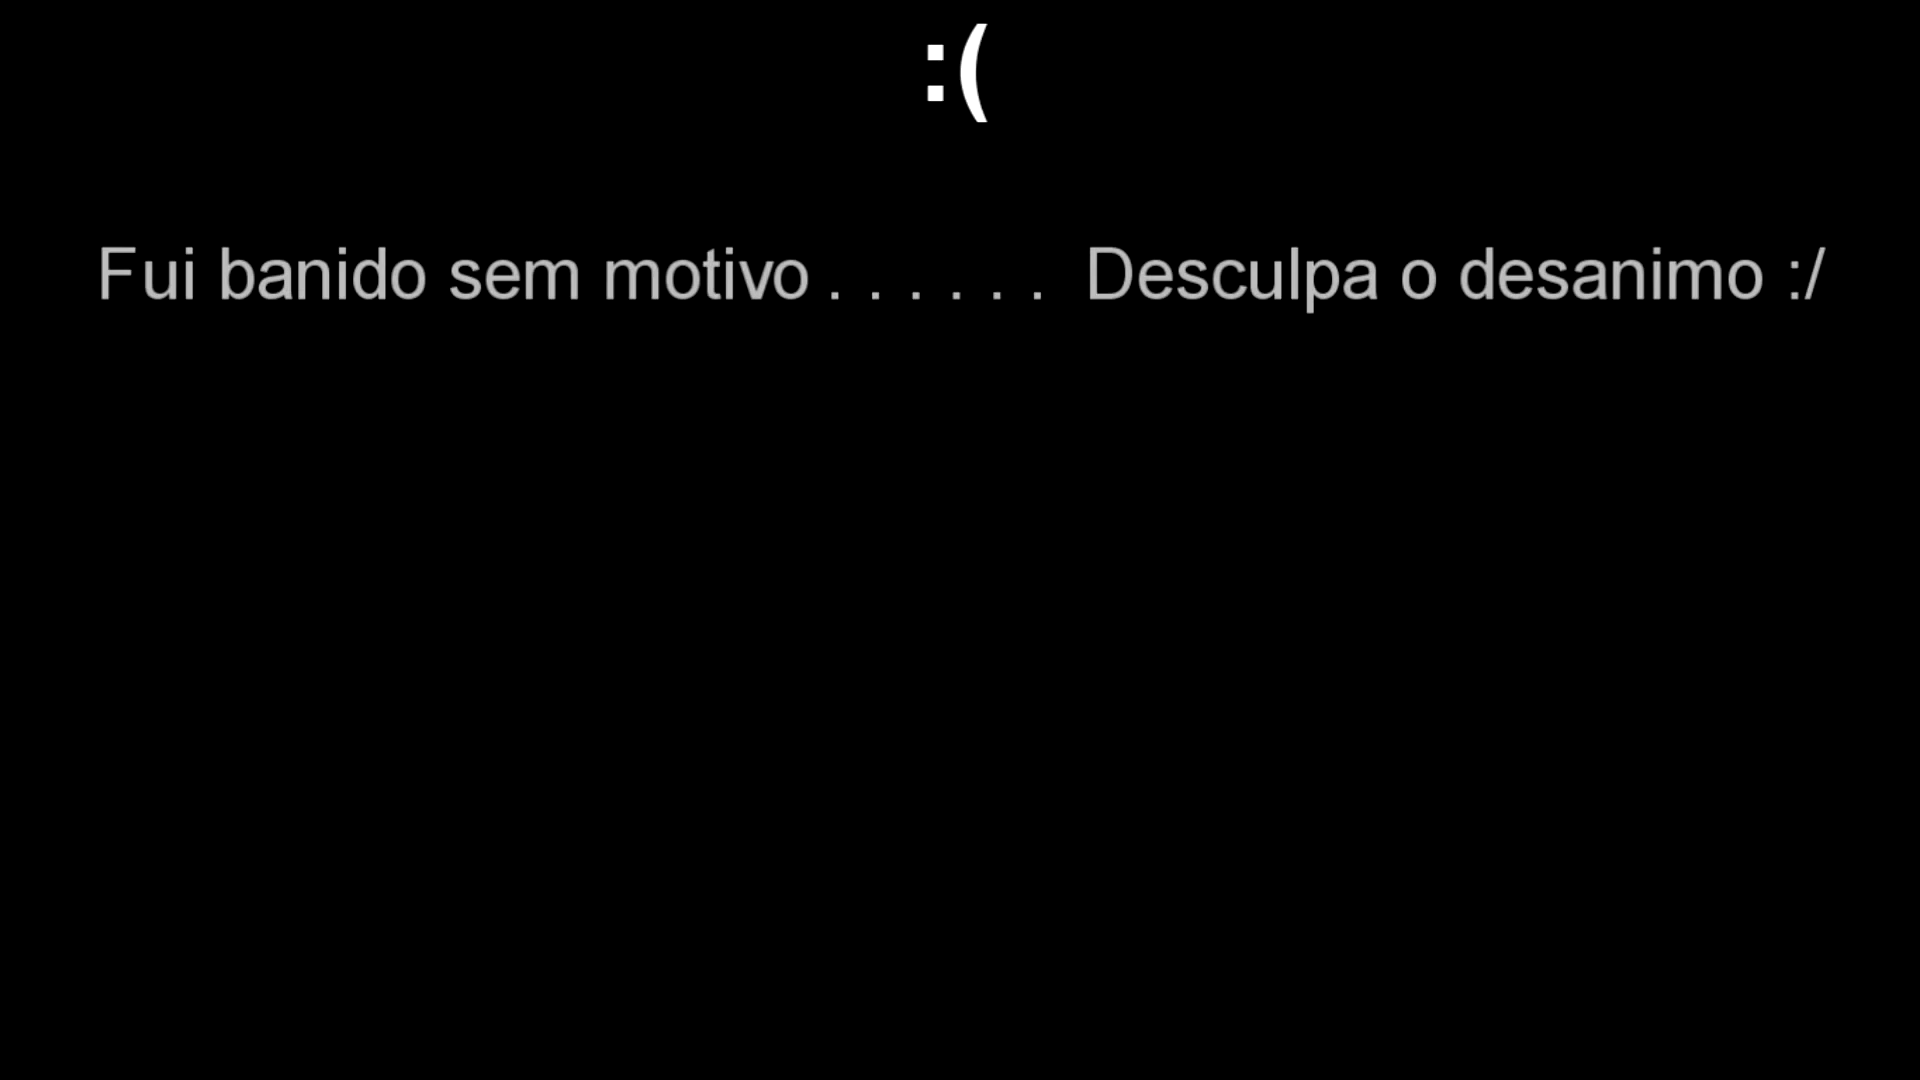 :(
Fui banido sem motivo . . . . . .  Desculpa o desanimo :/